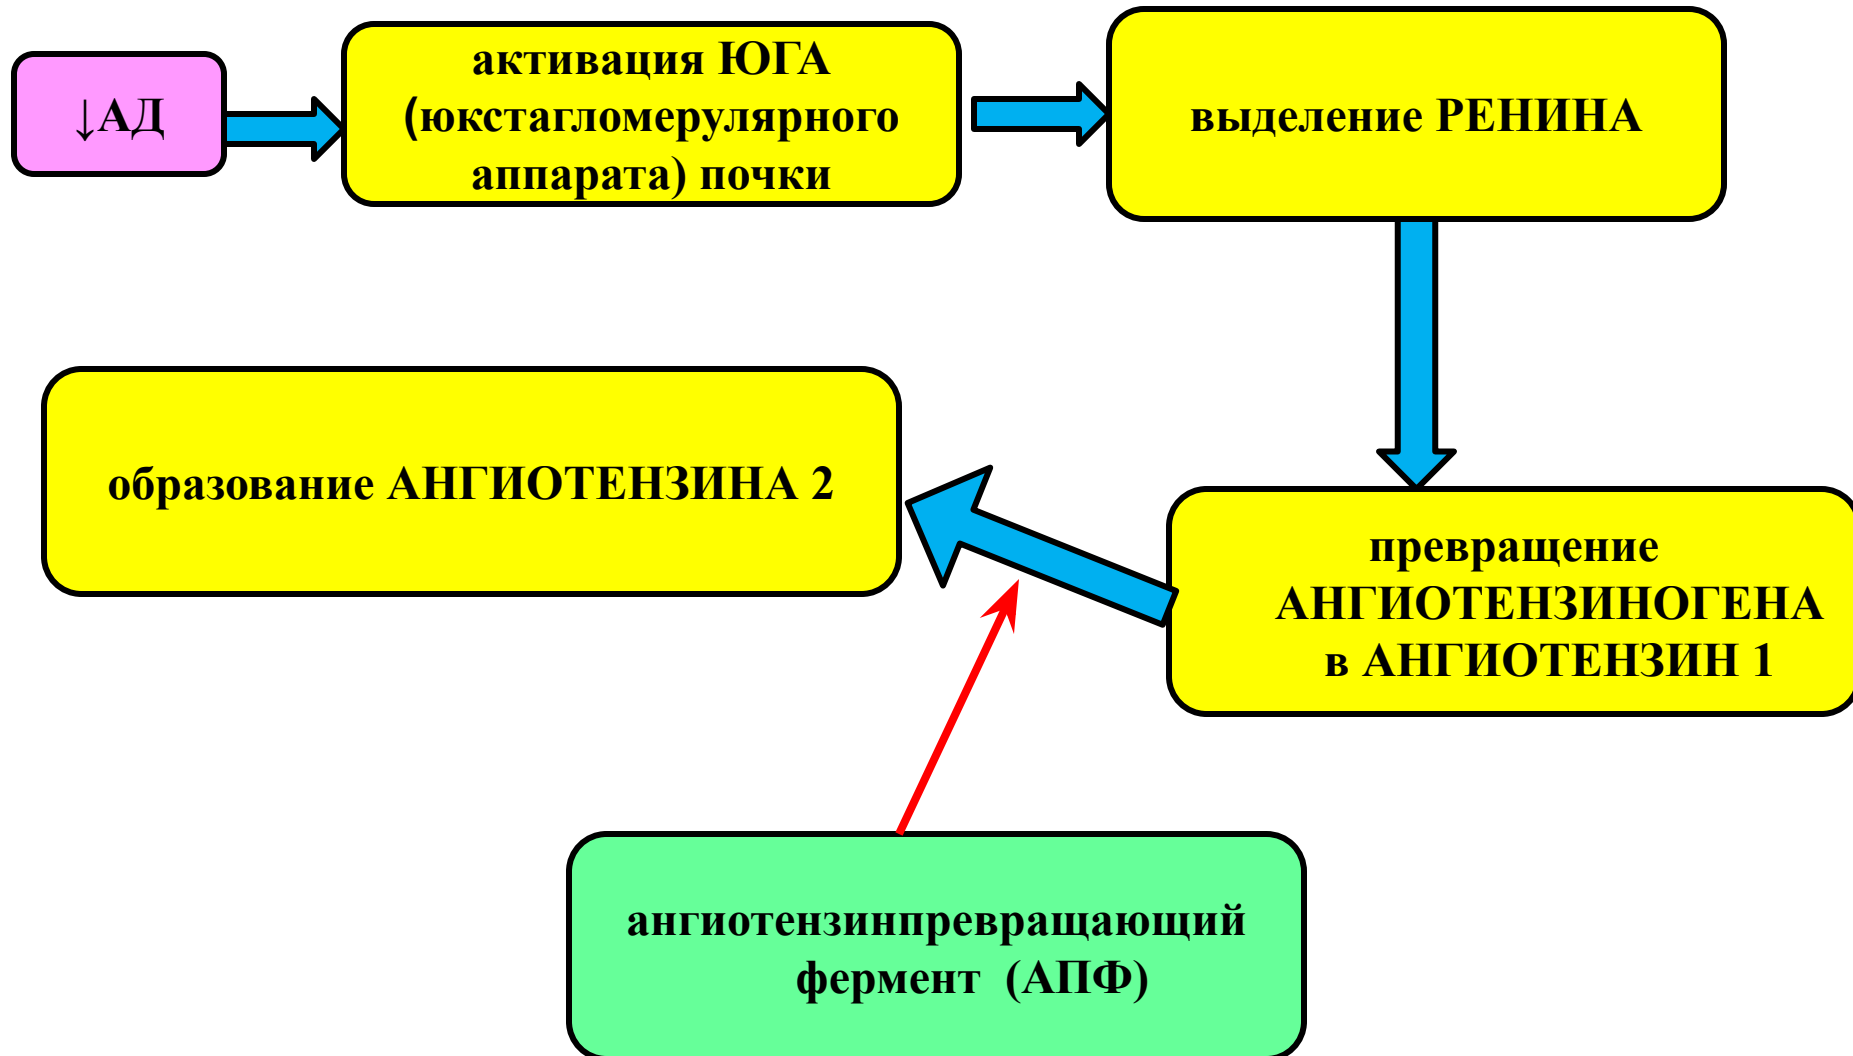 ↓АД
активация ЮГА
(юкстагломерулярного
аппарата) почки
выделение РЕНИНА
образование АНГИОТЕНЗИНА 2
превращение
АНГИОТЕНЗИНОГЕНА
в АНГИОТЕНЗИН 1
ангиотензинпревращающий
фермент (АПФ)